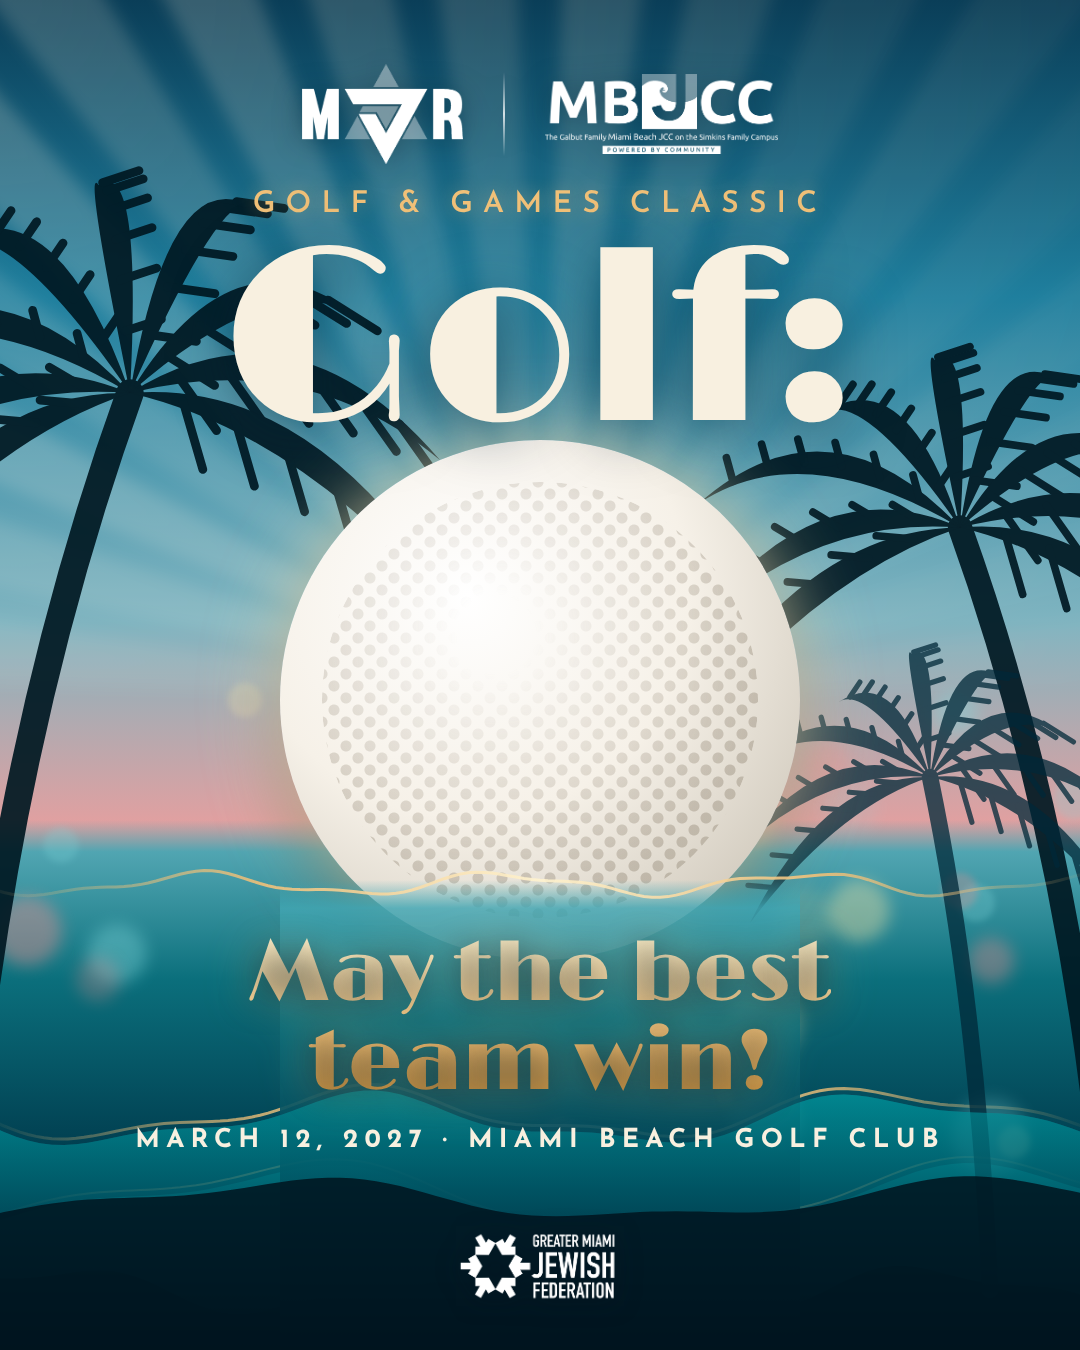 MAR
MBJCC
The Galbut Family Miami Beach JCC on the Simkins Family Campus
POWERED BY COMMUNITY
GOLF & GAMES CLASSIC
Golf:
May the best
team win!
MARCH 12, 2027 · MIAMI BEACH GOLF CLUB
GREATER MIAMI
JEWISH
FEDERATION